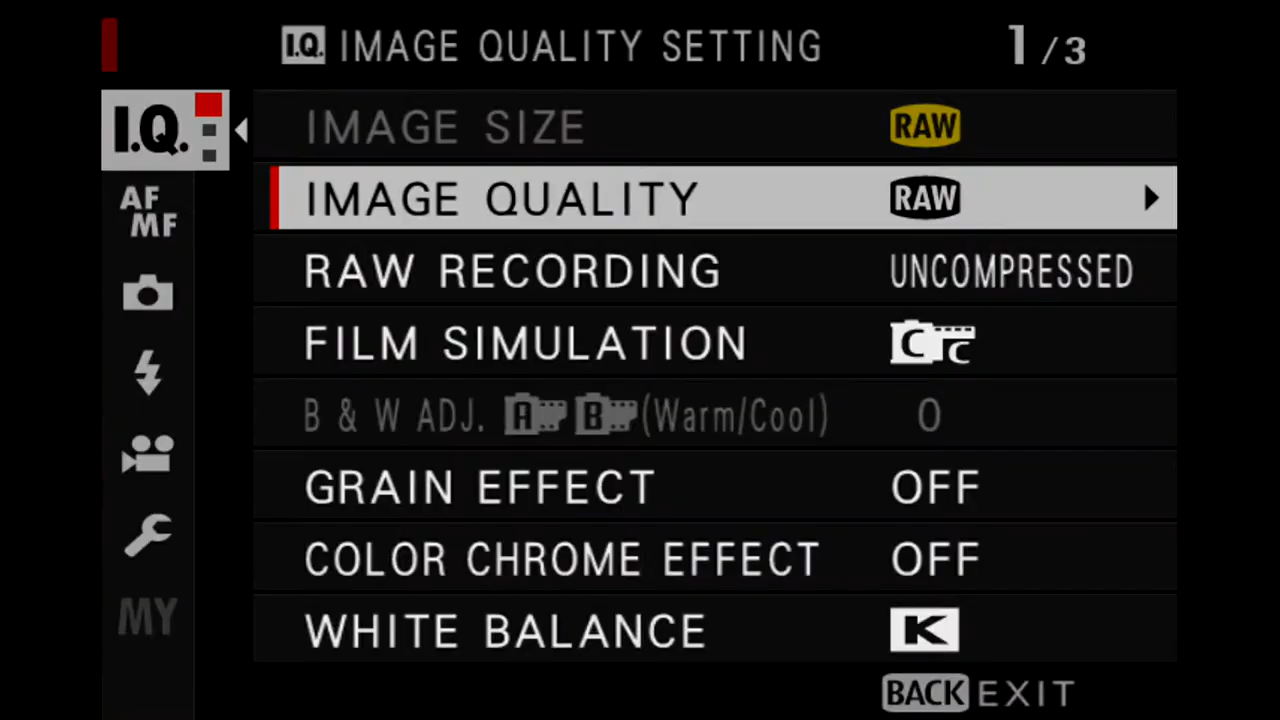 I.Q. IMAGE QUALITY SETTING 1/3
I.Q.
AF
MF
MY
IMAGE SIZE RAW
IMAGE QUALITY RAW
RAW RECORDING UNCOMPRESSED
FILM SIMULATION C C
B & W ADJ. A B (Warm/Cool) 0
GRAIN EFFECT OFF
COLOR CHROME EFFECT OFF
WHITE BALANCE K
BACK EXIT